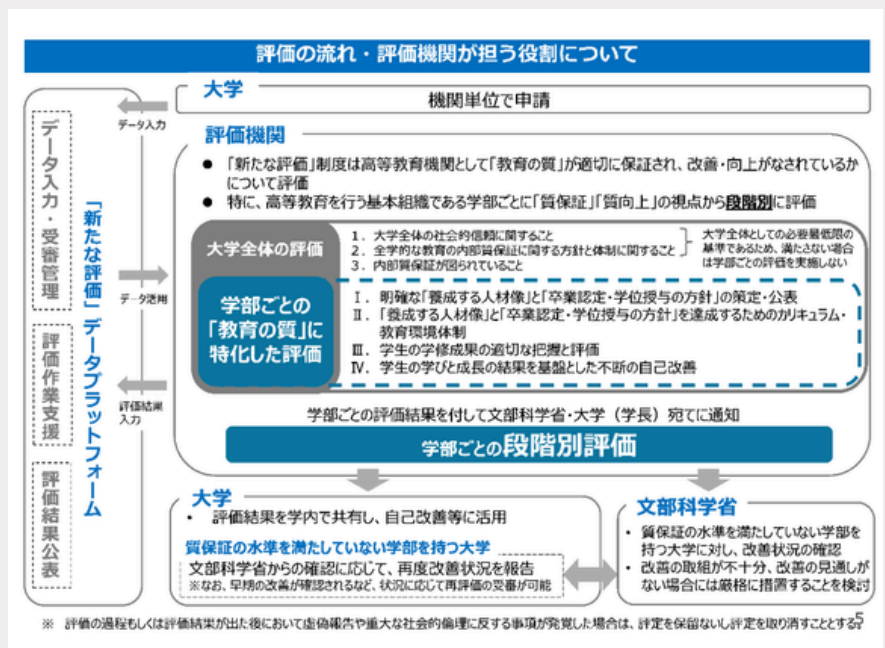 評価の流れ・評価機関が担う役割について
大学
機関単位で申請
データ入力
評価機関
● 「新たな評価」制度は高等教育機関として「教育の質」が適切に保証され、改善・向上がなされているか
について評価
● 特に、高等教育を行う基本組織である学部ごとに「質保証」「質向上」の視点から段階別に評価
大学全体の評価
1．大学全体の社会的信頼に関すること
2．全学的な教育の内部質保証に関する方針と体制に関すること
3．内部質保証が図られていること
大学全体としての必要最低限の
基準であるため、満たさない場合
は学部ごとの評価を実施しない
学部ごとの
「教育の質」に
特化した評価
Ⅰ．明確な「養成する人材像」と「卒業認定・学位授与の方針」の策定・公表
Ⅱ．「養成する人材像」と「卒業認定・学位授与の方針」を達成するためのカリキュラム・
教育環境体制
Ⅲ．学生の学修成果の適切な把握と評価
Ⅳ．学生の学びと成長の結果を基盤とした不断の自己改善
データ入力・受審管理
評価作業支援
評価結果公表
「新たな評価」データプラットフォーム
データ活用
評価結果
入力
学部ごとの評価結果を付して文部科学省・大学（学長）宛てに通知
学部ごとの段階別評価
大学
・ 評価結果を学内で共有し、自己改善等に活用
質保証の水準を満たしていない学部を持つ大学
文部科学省からの確認に応じて、再度改善状況を報告
※なお、早期の改善が確認されるなど、状況に応じて再評価の受審が可能
文部科学省
・ 質保証の水準を満たしていない学部を
持つ大学に対し、改善状況の確認
・ 改善の取組が不十分、改善の見通しが
ない場合には厳格に措置することを検討
※ 評価の過程もしくは評価結果が出た後において虚偽報告や重大な社会的倫理に反する事項が発覚した場合は、評定を保留ないし評定を取り消すこととする。
5